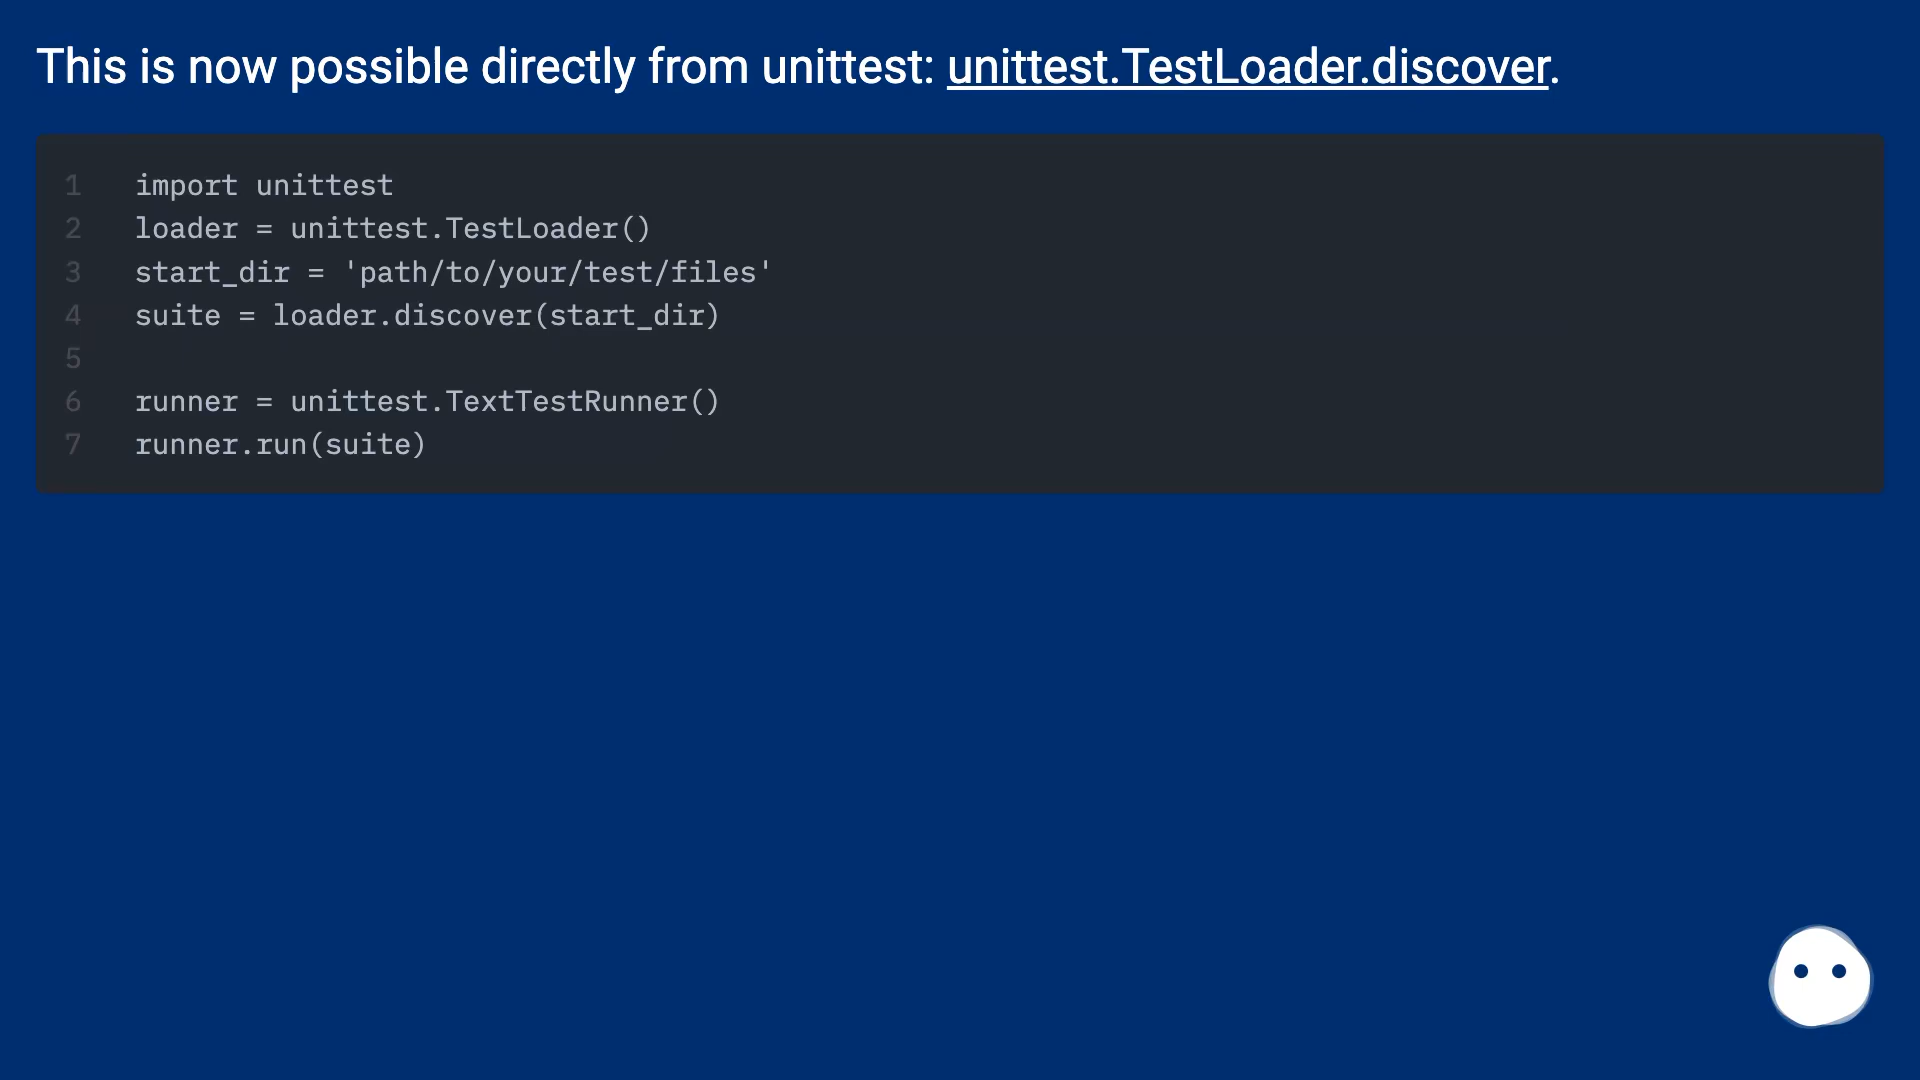 This is now possible directly from unittest: unittest.TestLoader.discover.
1 import unittest
2 loader = unittest.TestLoader()
3 start_dir = 'path/to/your/test/files'
4 suite = loader.discover(start_dir)
5
6 runner = unittest.TextTestRunner()
7 runner.run(suite)